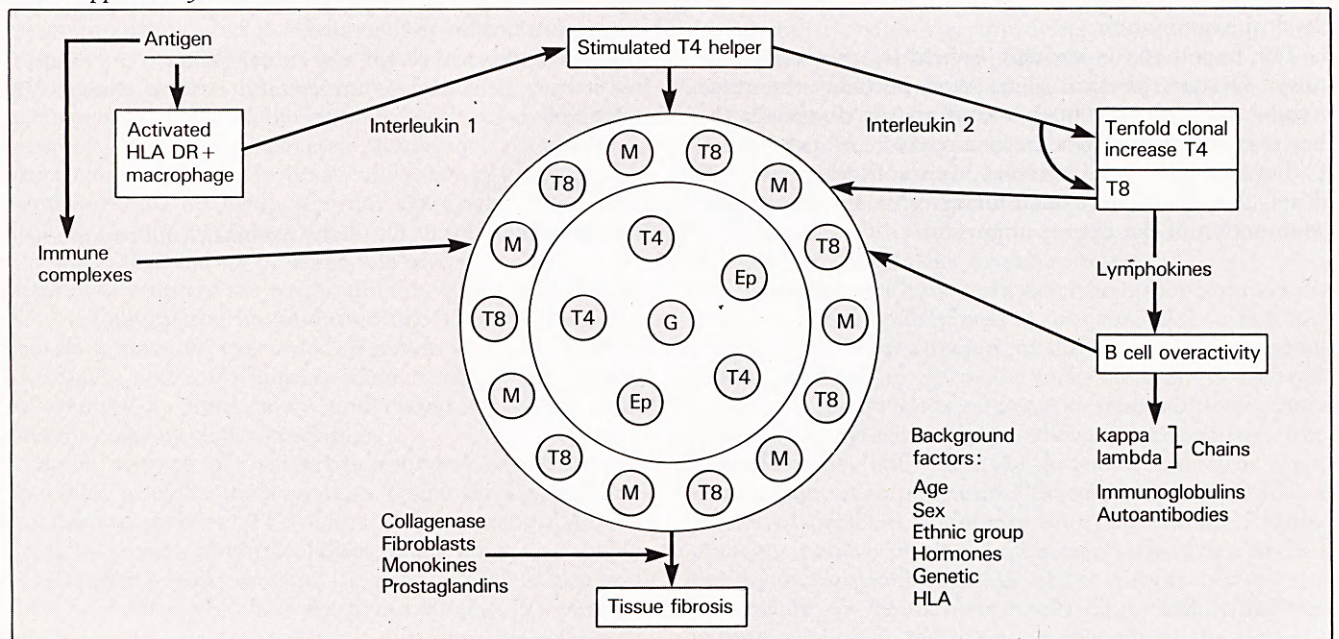 Antigen
Activated
HLA DR+
macrophage
Immune
complexes
Interleukin 1
Stimulated T4 helper
Interleukin 2
Tenfold clonal
increase T4
T8
Lymphokines
B cell overactivity
kappa
lambda
Chains
Immunoglobulins
Autoantibodies
M
T8
T8
M
M
T8
T8
M
M
T8
T8
M
M
T8
T4
Ep
T4
G
T4
Ep
Background
factors:
Age
Sex
Ethnic group
Hormones
Genetic
HLA
Collagenase
Fibroblasts
Monokines
Prostaglandins
Tissue fibrosis